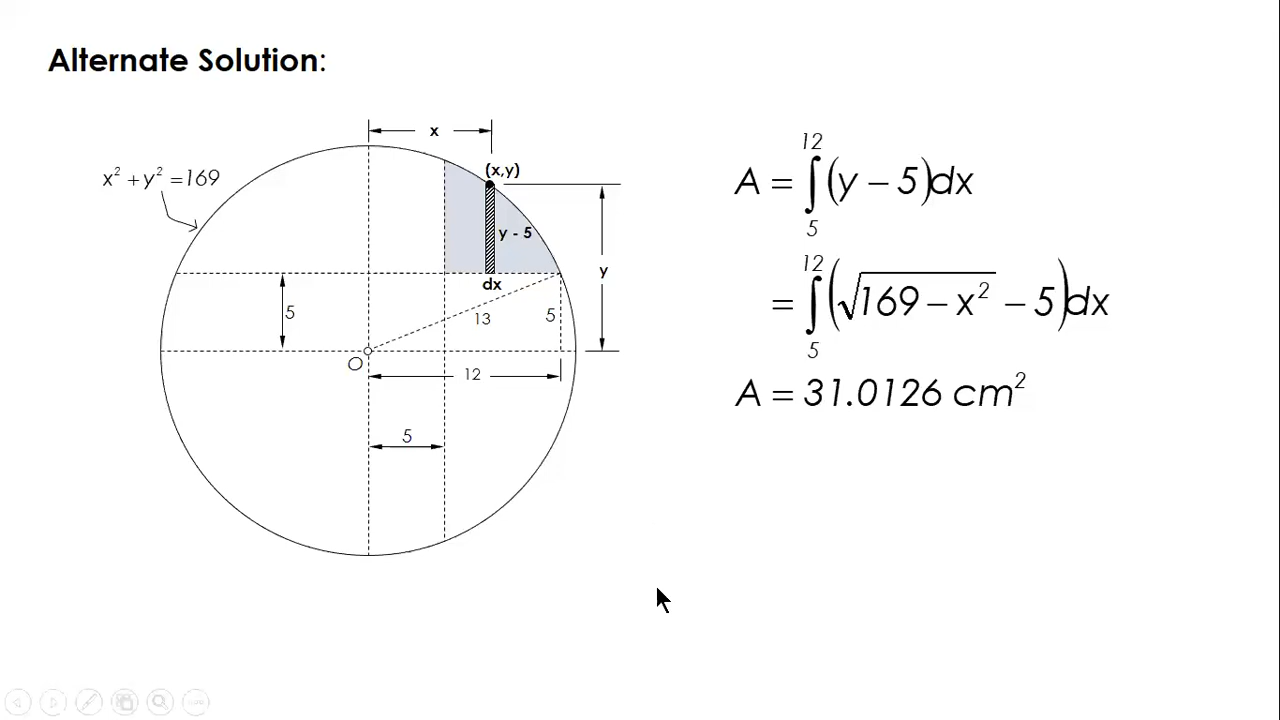 Alternate Solution:
x
x² + y² = 169
(x,y)
y - 5
y
dx
5
13
5
O
12
5
A = ∫₅¹² (y − 5)dx
= ∫₅¹² (√(169 − x²) − 5)dx
A = 31.0126 cm²